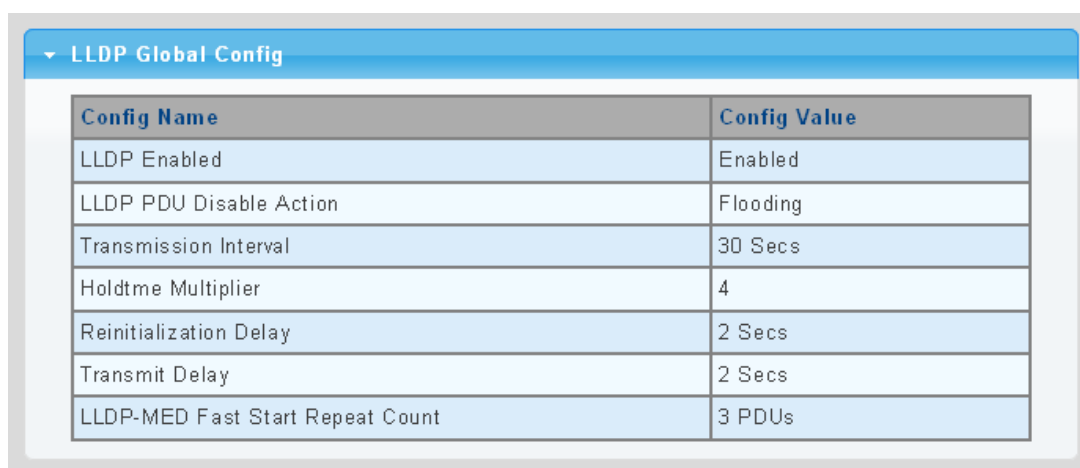 LLDP Global Config
Config Name Config Value
LLDP Enabled Enabled
LLDP PDU Disable Action Flooding
Transmission Interval 30 Secs
Holdtme Multiplier 4
Reinitialization Delay 2 Secs
Transmit Delay 2 Secs
LLDP-MED Fast Start Repeat Count 3 PDUs